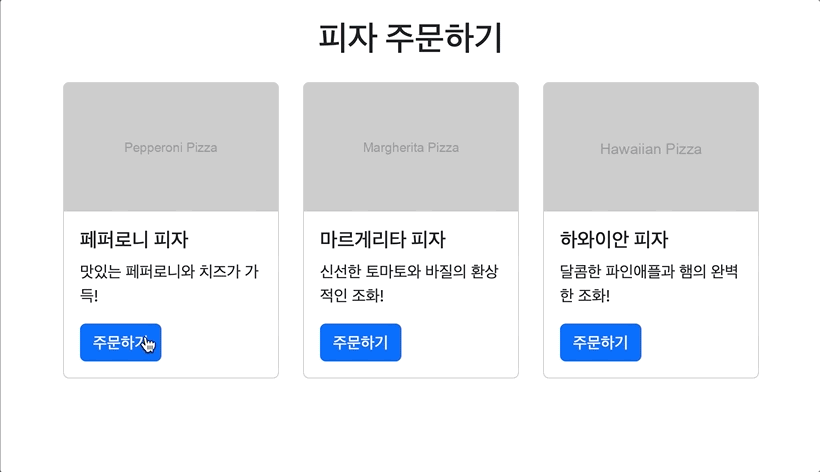 피자 주문하기
Pepperoni Pizza
Margherita Pizza
Hawaiian Pizza
페퍼로니 피자
맛있는 페퍼로니와 치즈가 가
득!
주문하기
마르게리타 피자
신선한 토마토와 바질의 환상
적인 조화!
주문하기
하와이안 피자
달콤한 파인애플과 햄의 완벽
한 조화!
주문하기